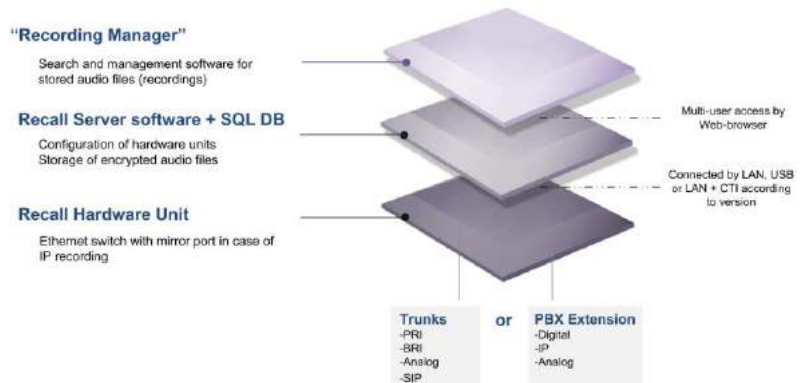 "Recording Manager"
Search and management software for
stored audio files (recordings)
Recall Server software + SQL DB
Configuration of hardware units
Storage of encrypted audio files
Recall Hardware Unit
Ethernet switch with mirror port in case of
IP recording
Multi-user access by
Web-browser
Connected by LAN, USB
or LAN + CTI according
to version
Trunks
-PRI
-BRI
-Analog
-SIP
or
PBX Extension
-Digital
-IP
-Analog